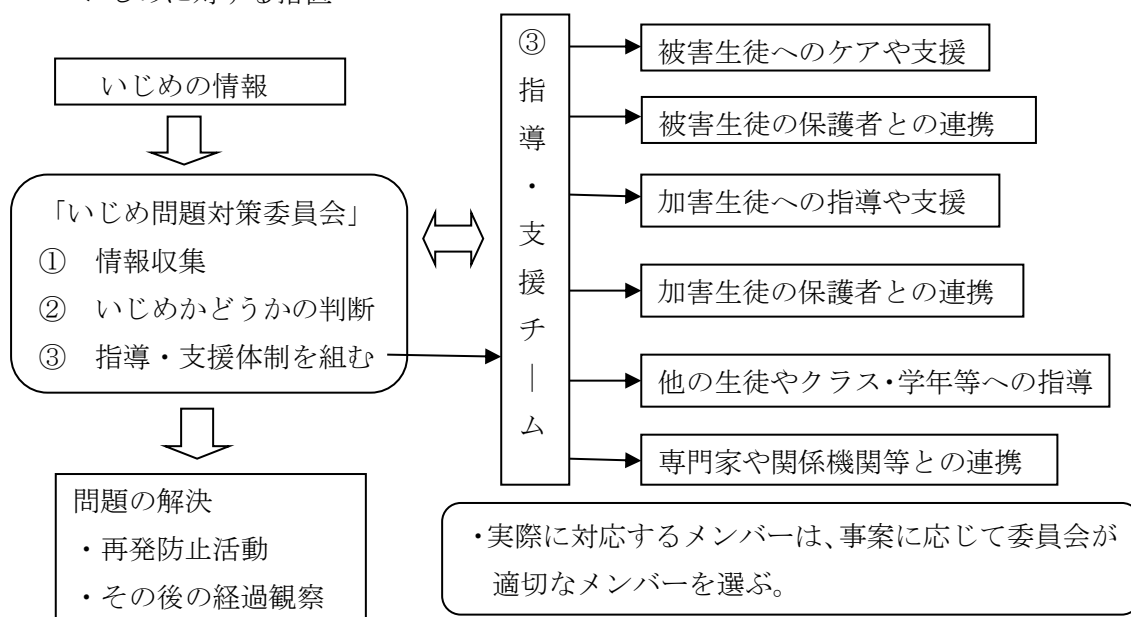 いじめに対する措置
いじめの情報
「いじめ問題対策委員会」
① 情報収集
② いじめかどうかの判断
③ 指導・支援体制を組む
問題の解決
・再発防止活動
・その後の経過観察
③指導・支援チーム
被害生徒へのケアや支援
被害生徒の保護者との連携
加害生徒への指導や支援
加害生徒の保護者との連携
他の生徒やクラス・学年等への指導
専門家や関係機関等との連携
・実際に対応するメンバーは、事案に応じて委員会が
適切なメンバーを選ぶ。